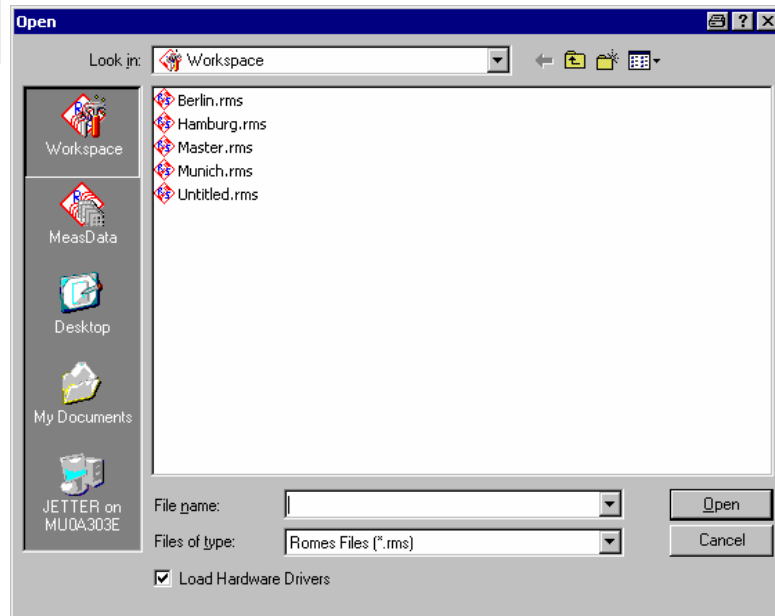 Open
Look in:
Workspace
Berlin.rms
Hamburg.rms
Master.rms
Munich.rms
Untitled.rms
Workspace
MeasData
Desktop
My Documents
JETTER on
MU0A303E
File name:
Open
Files of type:
Romes Files (*.rms)
Cancel
Load Hardware Drivers